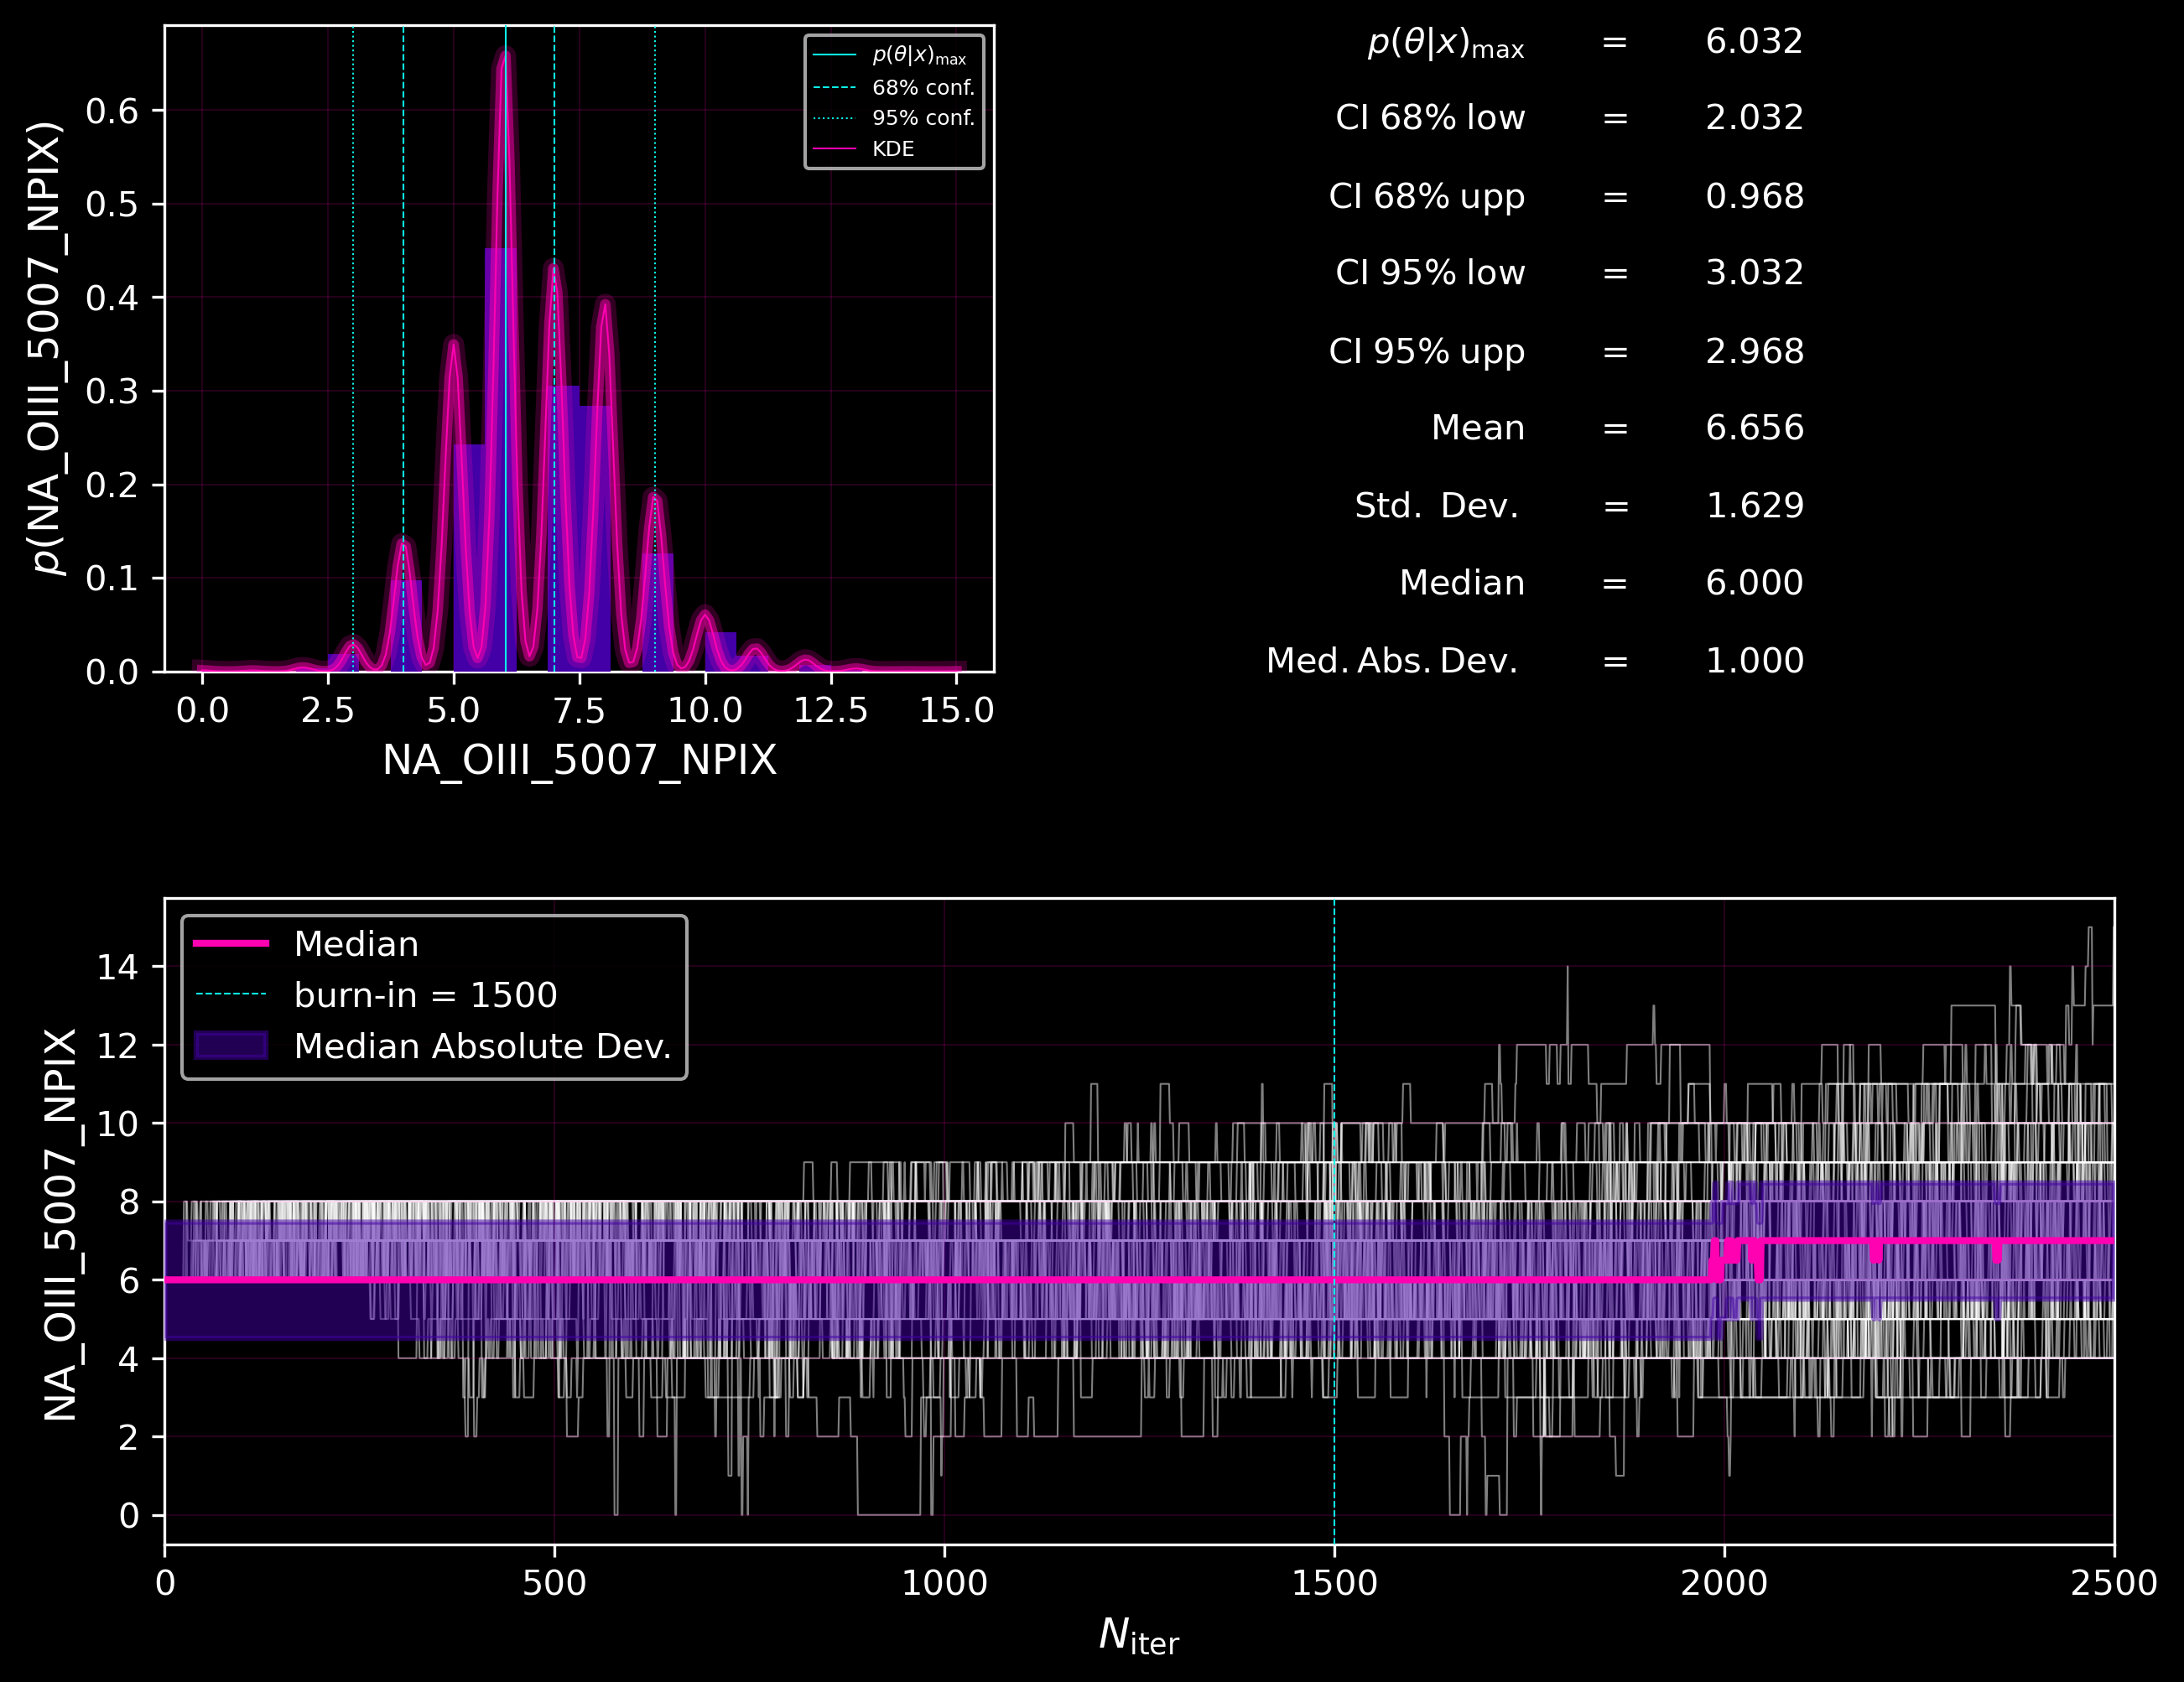 p(NA_OIII_5007_NPIX)
0.6
0.5
0.4
0.3
0.2
0.1
0.0
p(θ|x)max
68% conf.
95% conf.
KDE
0.0 2.5 5.0 7.5 10.0 12.5 15.0
NA_OIII_5007_NPIX
p(θ|x)max = 6.032
CI 68% low = 2.032
CI 68% upp = 0.968
CI 95% low = 3.032
CI 95% upp = 2.968
Mean = 6.656
Std. Dev. = 1.629
Median = 6.000
Med. Abs. Dev. = 1.000
NA_OIII_5007_NPIX
14
12
10
8
6
4
2
0
Median
burn-in = 1500
Median Absolute Dev.
0 500 1000 1500 2000 2500
Niter